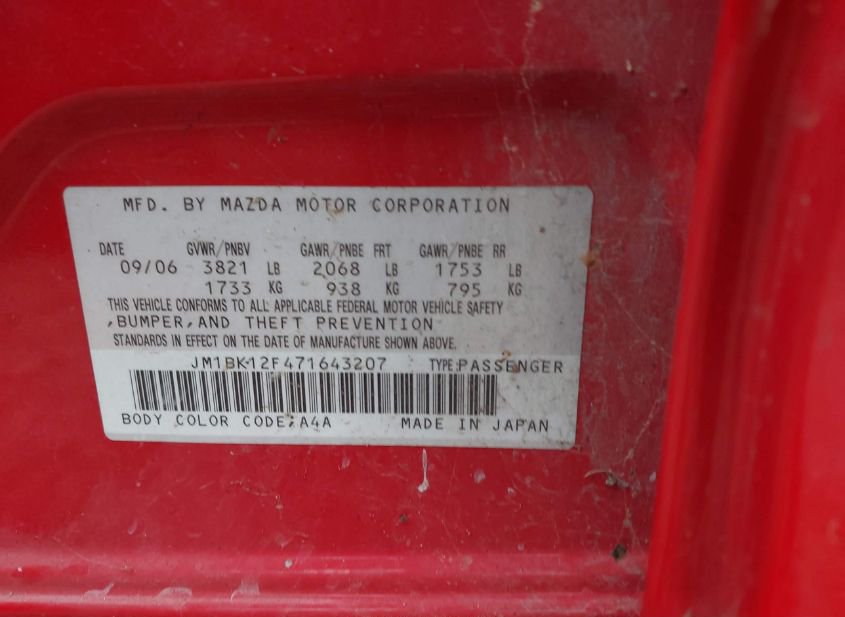 MFD. BY MAZDA MOTOR CORPORATION
DATE GVWR/PNBV GAWR/PNBE FRT GAWR/PNBE RR
09/06 3821 LB 2068 LB 1753 LB
1733 KG 938 KG 795 KG
THIS VEHICLE CONFORMS TO ALL APPLICABLE FEDERAL MOTOR VEHICLE SAFETY
,BUMPER,AND THEFT PREVENTION
STANDARDS IN EFFECT ON THE DATE OF MANUFACTURE SHOWN ABOVE.
JM1BK12F471643207 TYPE:PASSENGER
BODY COLOR CODE:A4A MADE IN JAPAN